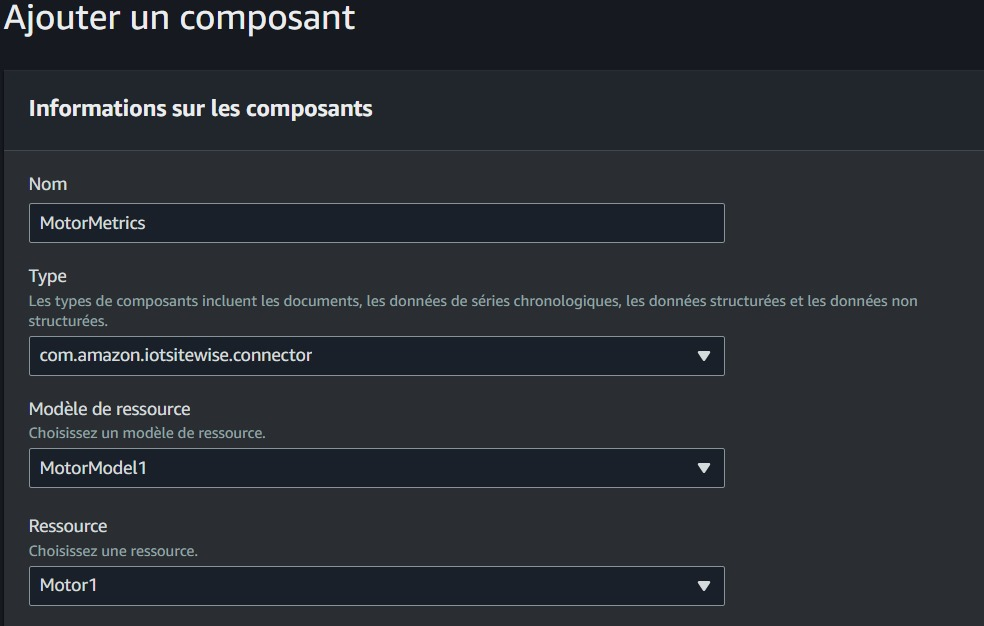 Ajouter un composant
Informations sur les composants
Nom
MotorMetrics
Type
Les types de composants incluent les documents, les données de séries chronologiques, les données structurées et les données non
structurées.
com.amazon.iotsitewise.connector
Modèle de ressource
Choisissez un modèle de ressource.
MotorModel1
Ressource
Choisissez une ressource.
Motor1